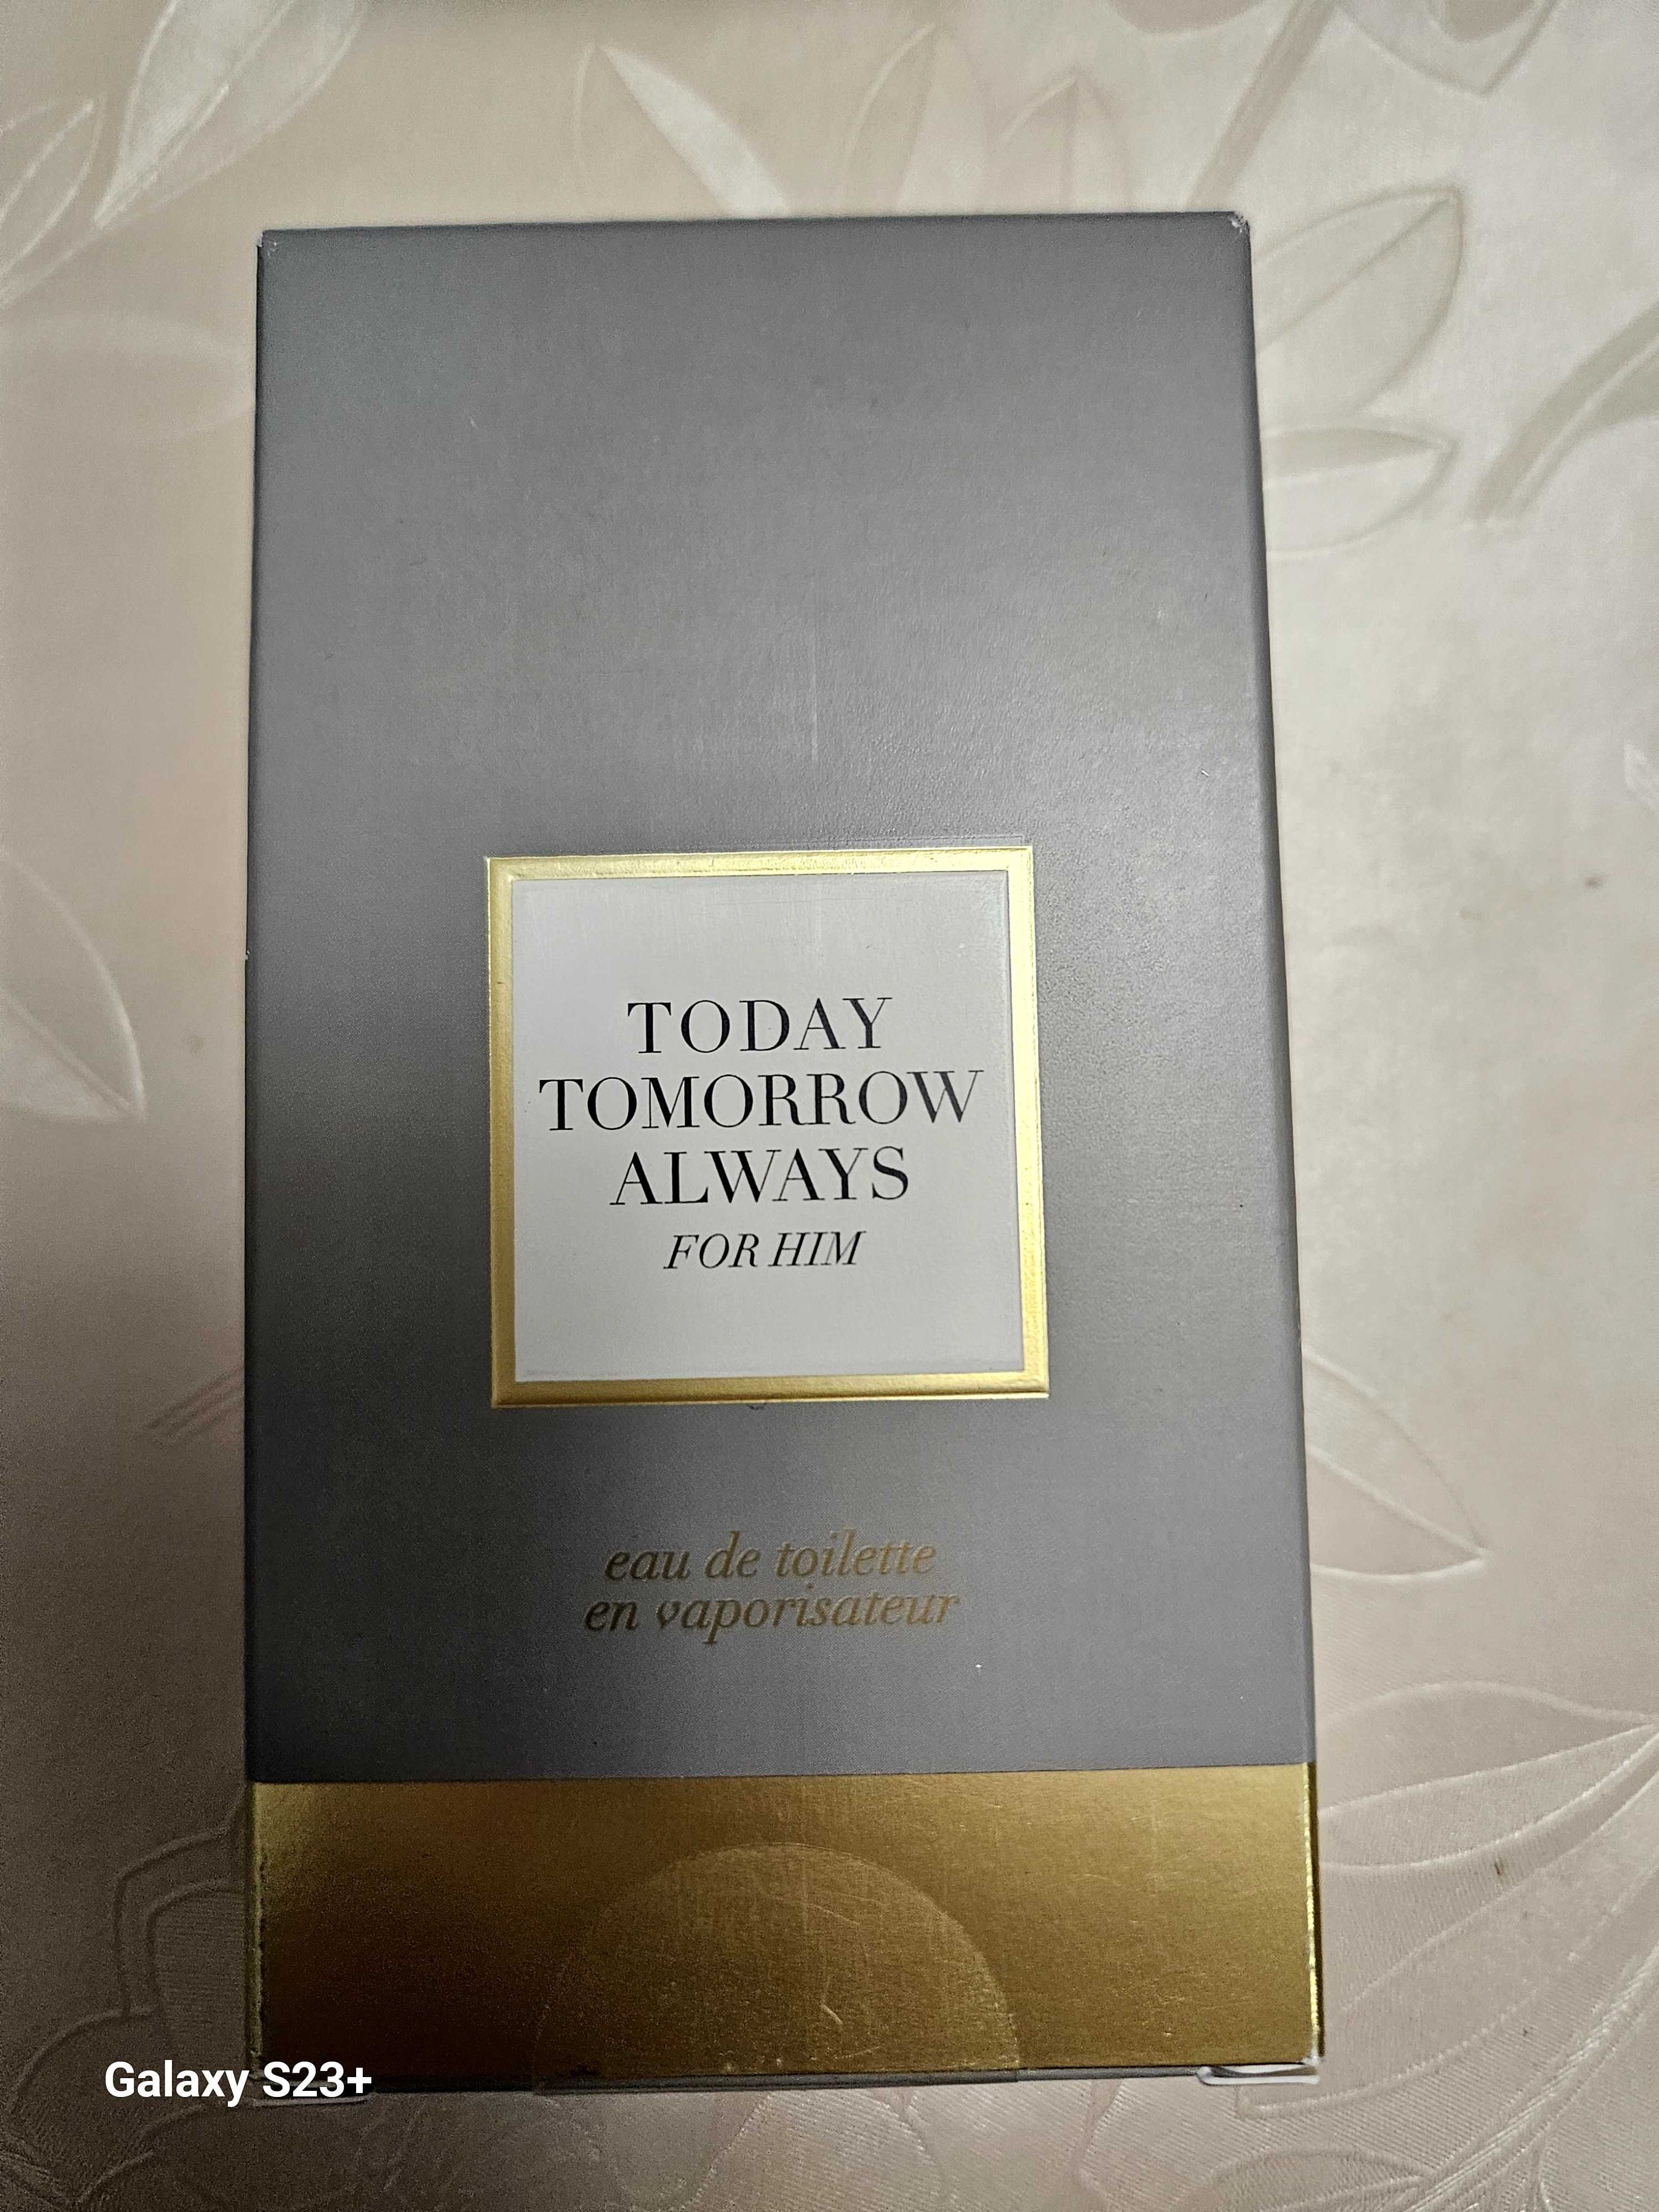 TODAY
TOMORROW
ALWAYS
FOR HIM
eau de toilette
en vaporisateur
Galaxy S23+